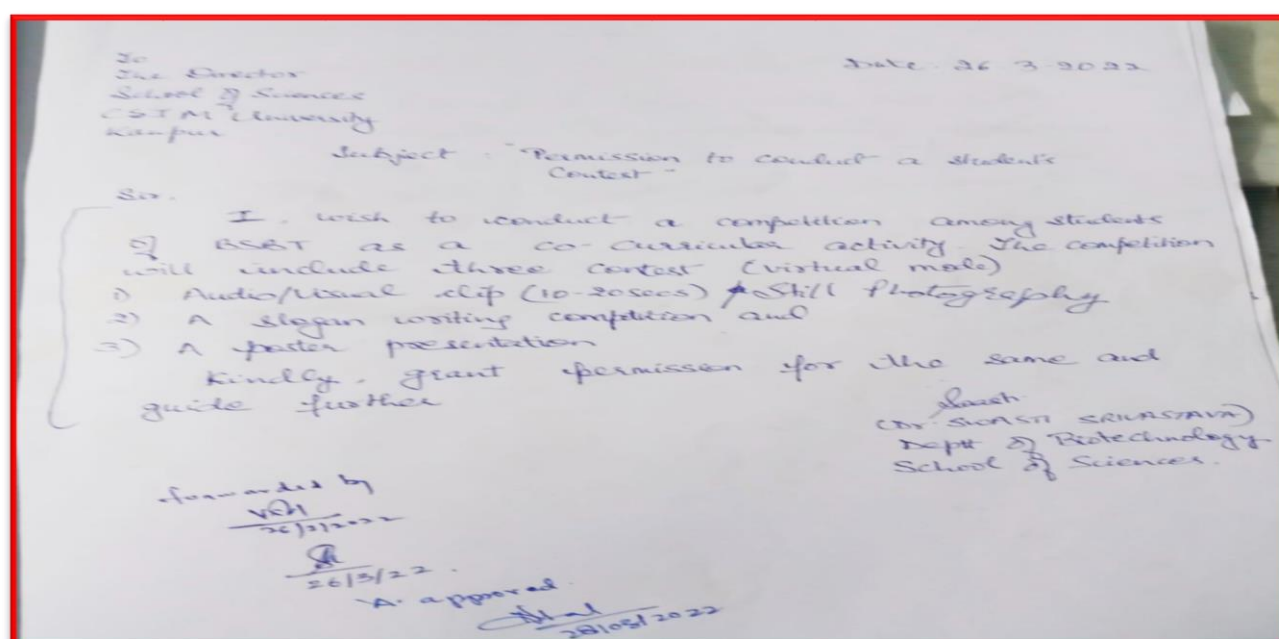 To
The Director
School of Sciences
CSJM University
Kanpur
Date 26 3 2022
Subject : "Permission to conduct a student's
Contest"
Sir.
I wish to conduct a competition among students
of BSBT as a co-curricular activity. The competition
will include three contest (virtual mode)
1) Audio/visual clip (10-20secs) Still Photography
2) A slogan writing competition and
3) A poster presentation
Kindly grant permission for the same and
guide further
(Dr. SWASTI SRIVASTAVA)
Deptt of Biotechnology
School of Sciences.
forwarded by
26/3/2022
26/3/22.
'A' approved
28/03/2022